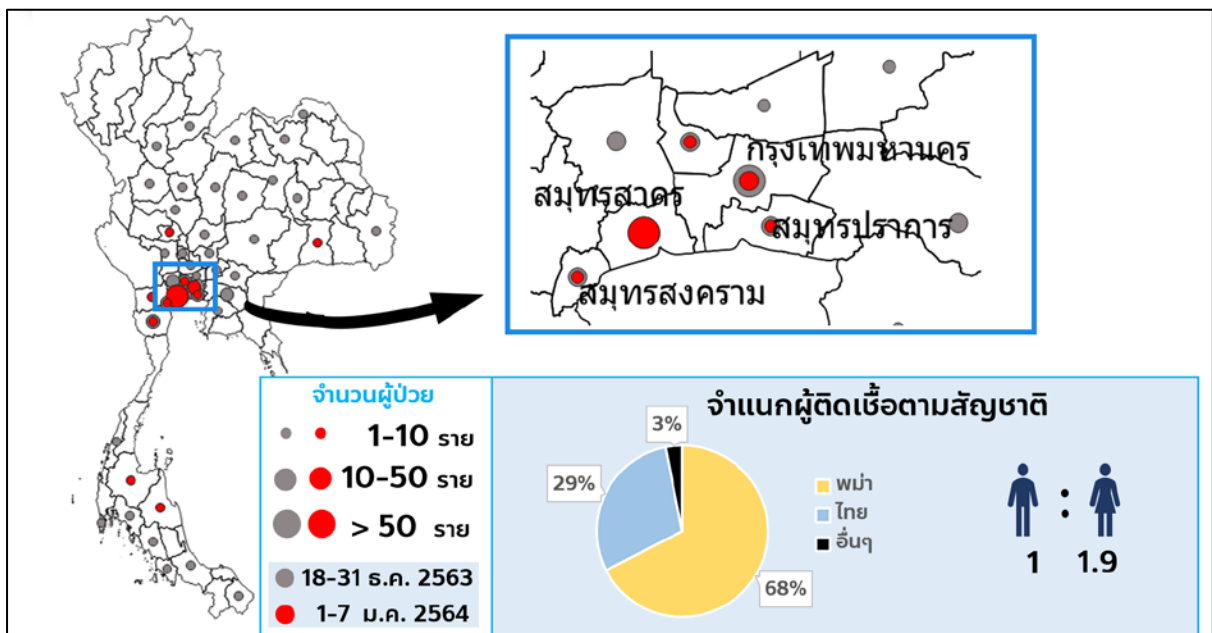 กรุงเทพมหานคร
สมุทรสาคร
สมุทรปราการ
สมุทรสงคราม
จำนวนผู้ป่วย
1-10 ราย
10-50 ราย
> 50 ราย
18-31 ธ.ค. 2563
1-7 ม.ค. 2564
จำแนกผู้ติดเชื้อตามสัญชาติ
3%
29%
68%
พม่า
ไทย
อื่นๆ
:
1 1.9